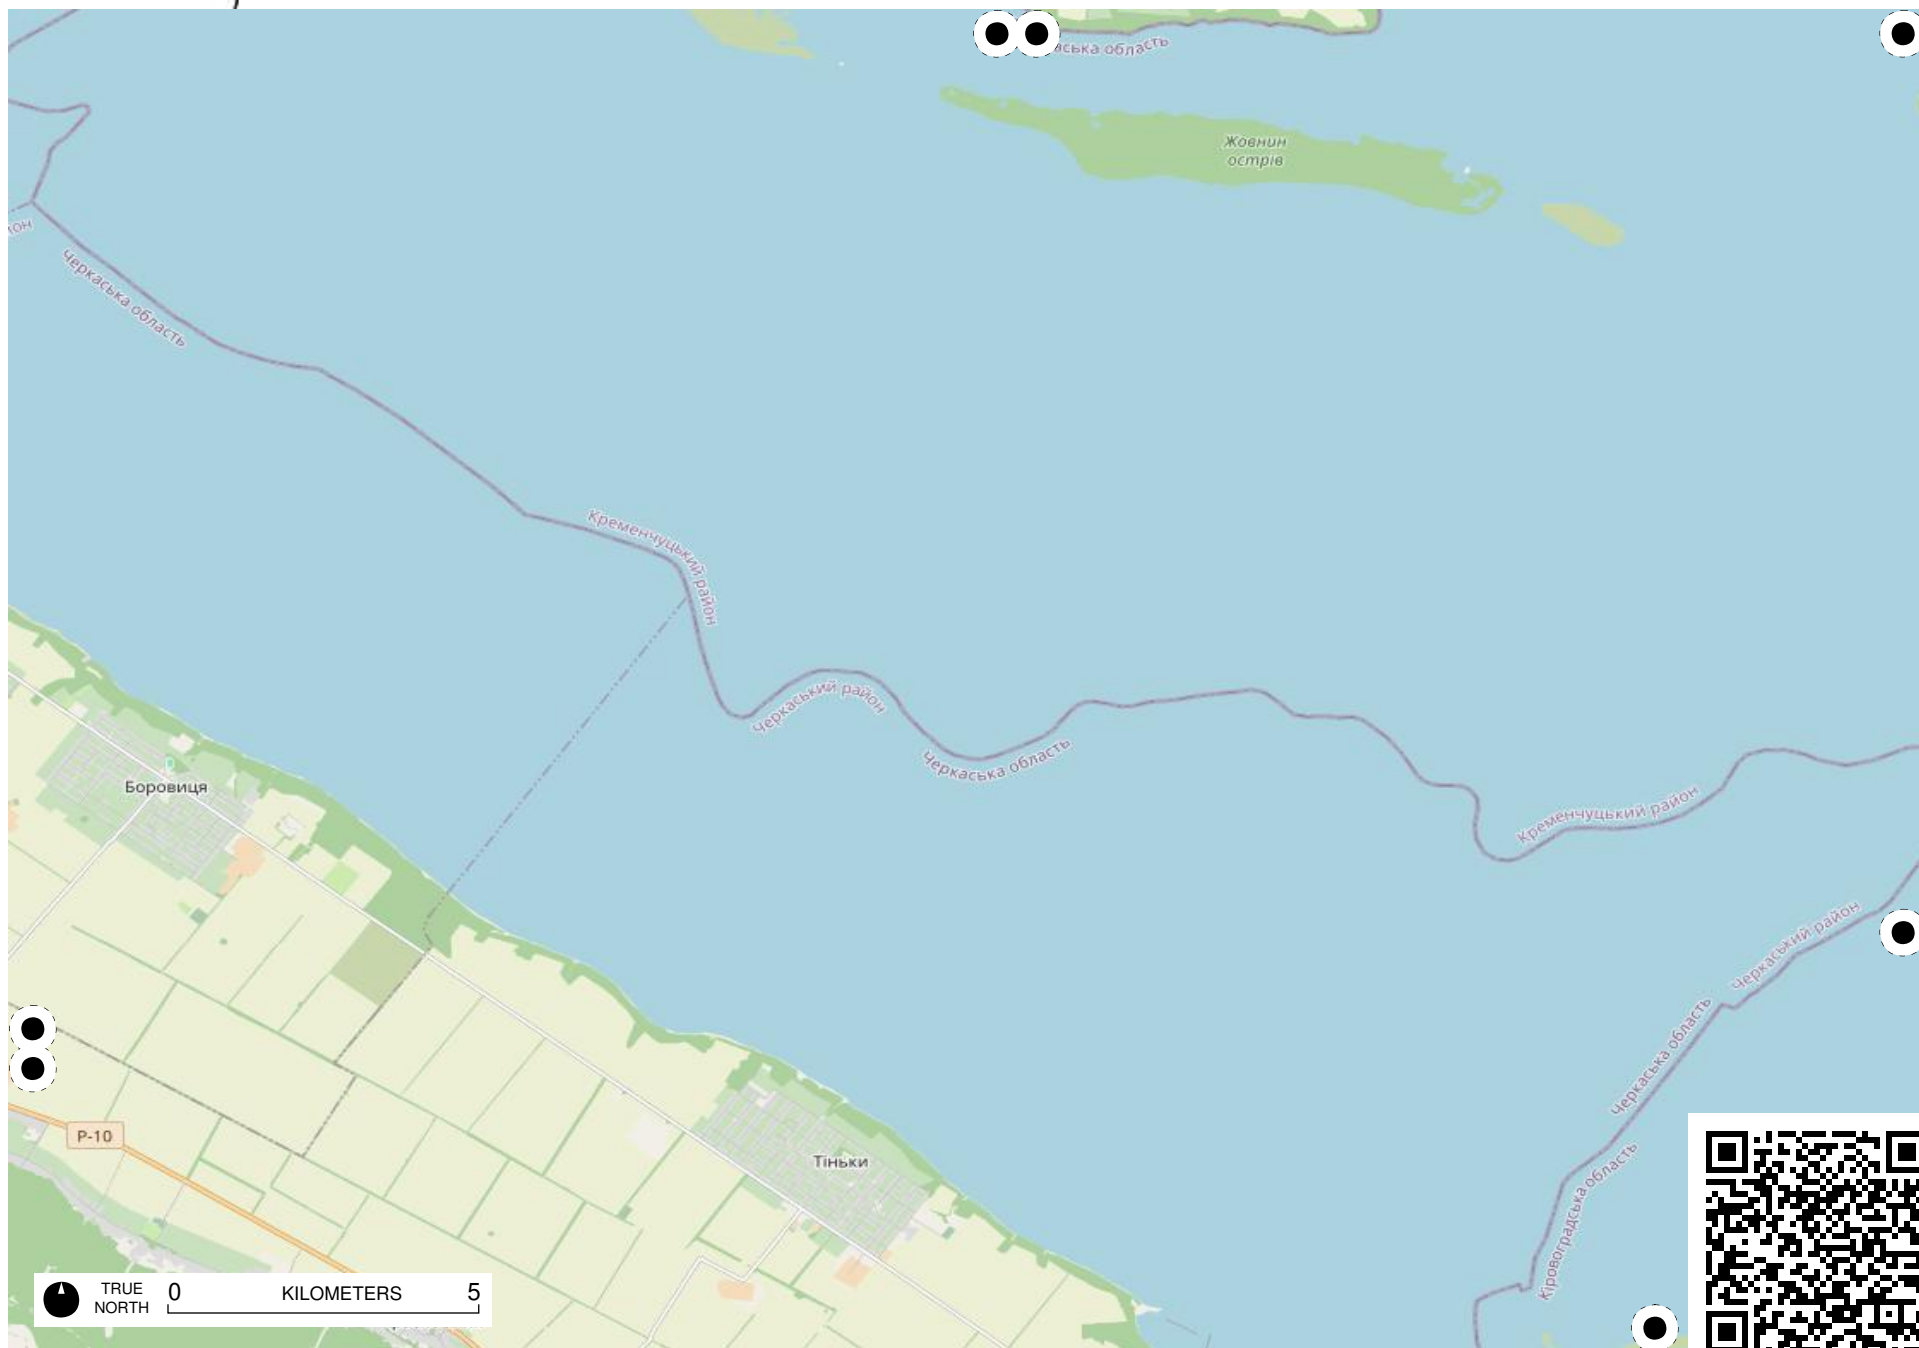 ська область
Жовнин
острів
Черкаська область
Кременчуцький район
Черкаський район
Черкаська область
Боровиця
Кременчуцький район
Черкаський район
Черкаська область
Р-10
Тіньки
Кіровоградська область
TRUE
NORTH
0 KILOMETERS 5